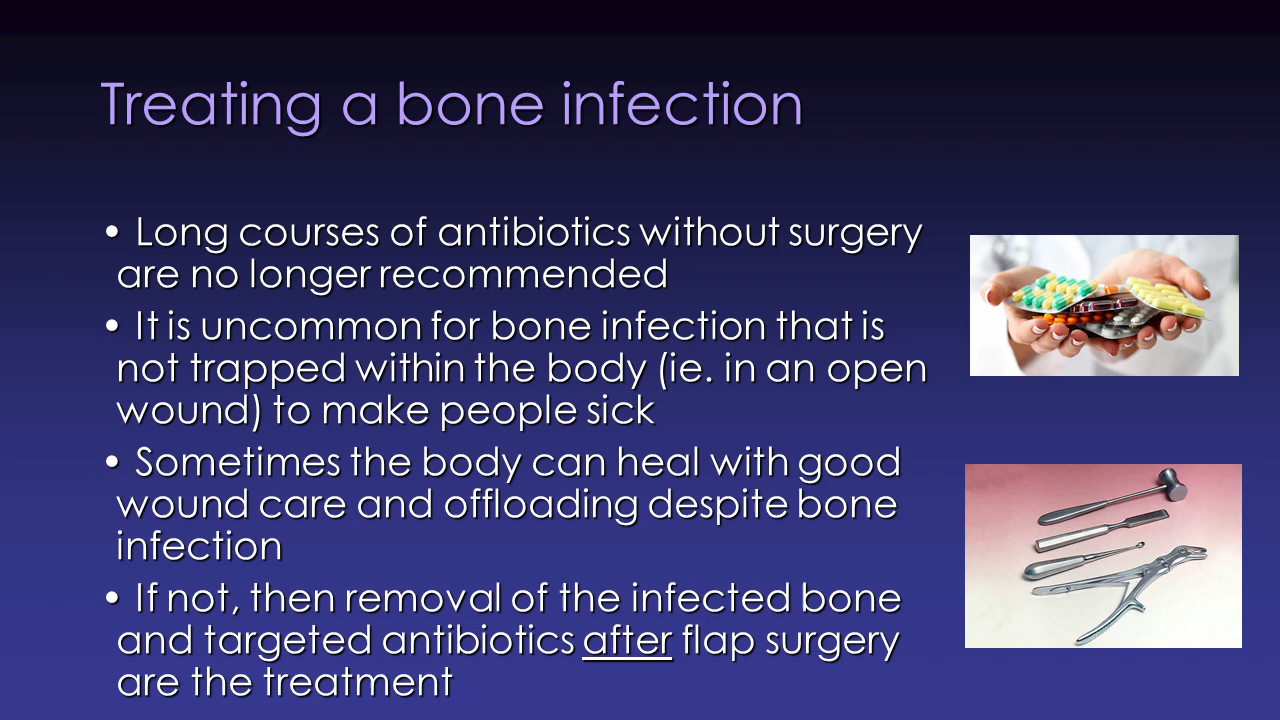 Treating a bone infection
• Long courses of antibiotics without surgery
are no longer recommended
• It is uncommon for bone infection that is
not trapped within the body (ie. in an open
wound) to make people sick
• Sometimes the body can heal with good
wound care and offloading despite bone
infection
• If not, then removal of the infected bone
and targeted antibiotics after flap surgery
are the treatment